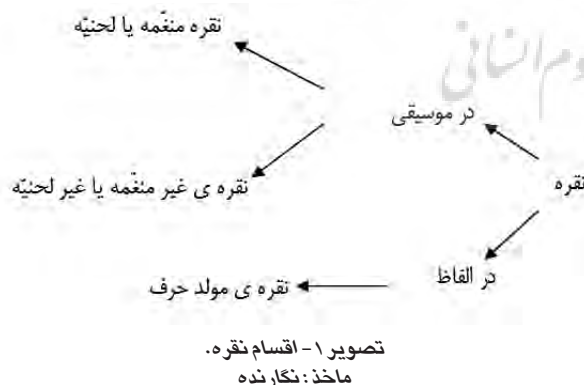 نقره منغّمه یا لحنیّه
در موسیقی
نقره ی غیر منغّمه یا غیر لحنیّه
نقره
در الفاظ
نقره ی مولد حرف
تصویر ۱- اقسام نقره.
ماخذ: نگارنده